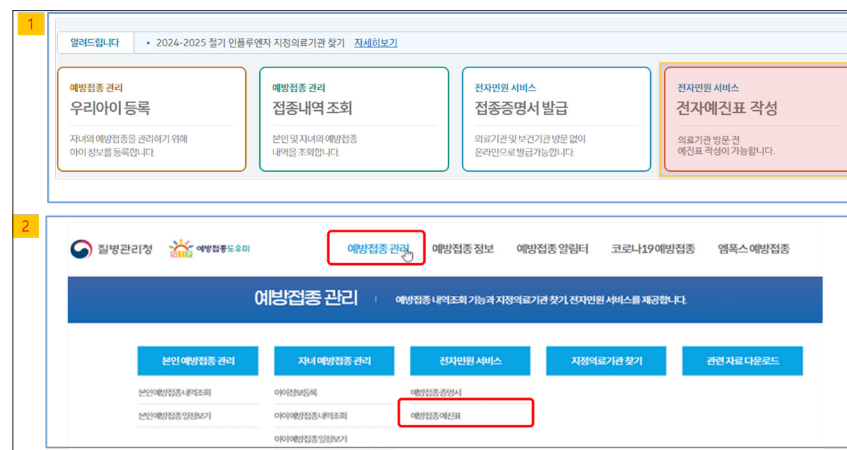 1
알려드립니다 • 2024-2025 절기 인플루엔자 지정의료기관 찾기 자세히보기
예방접종 관리
우리아이 등록
자녀의 예방접종을 관리하기 위해
아이 정보를 등록합니다.
예방접종 관리
접종내역 조회
본인 및 자녀의 예방접종
내역을 조회합니다.
전자민원 서비스
접종증명서 발급
의료기관 및 보건기관 방문 없이
온라인으로 발급가능합니다.
전자민원 서비스
전자예진표 작성
의료기관 방문 전
예진표 작성이 가능합니다.
2
질병관리청 예방접종도우미 예방접종 관리 예방접종 정보 예방접종 알림터 코로나19예방접종 엠폭스 예방접종
예방접종 관리 예방접종 내역조회 기능과 지정의료기관 찾기, 전자민원 서비스를 제공합니다.
본인 예방접종 관리 자녀 예방접종 관리 전자민원 서비스 지정의료기관 찾기 관련 자료 다운로드
본인예방접종내역조회 아이정보등록 예방접종증명서
본인예방접종일정보기 아이예방접종내역조회 예방접종예진표
아이예방접종일정보기